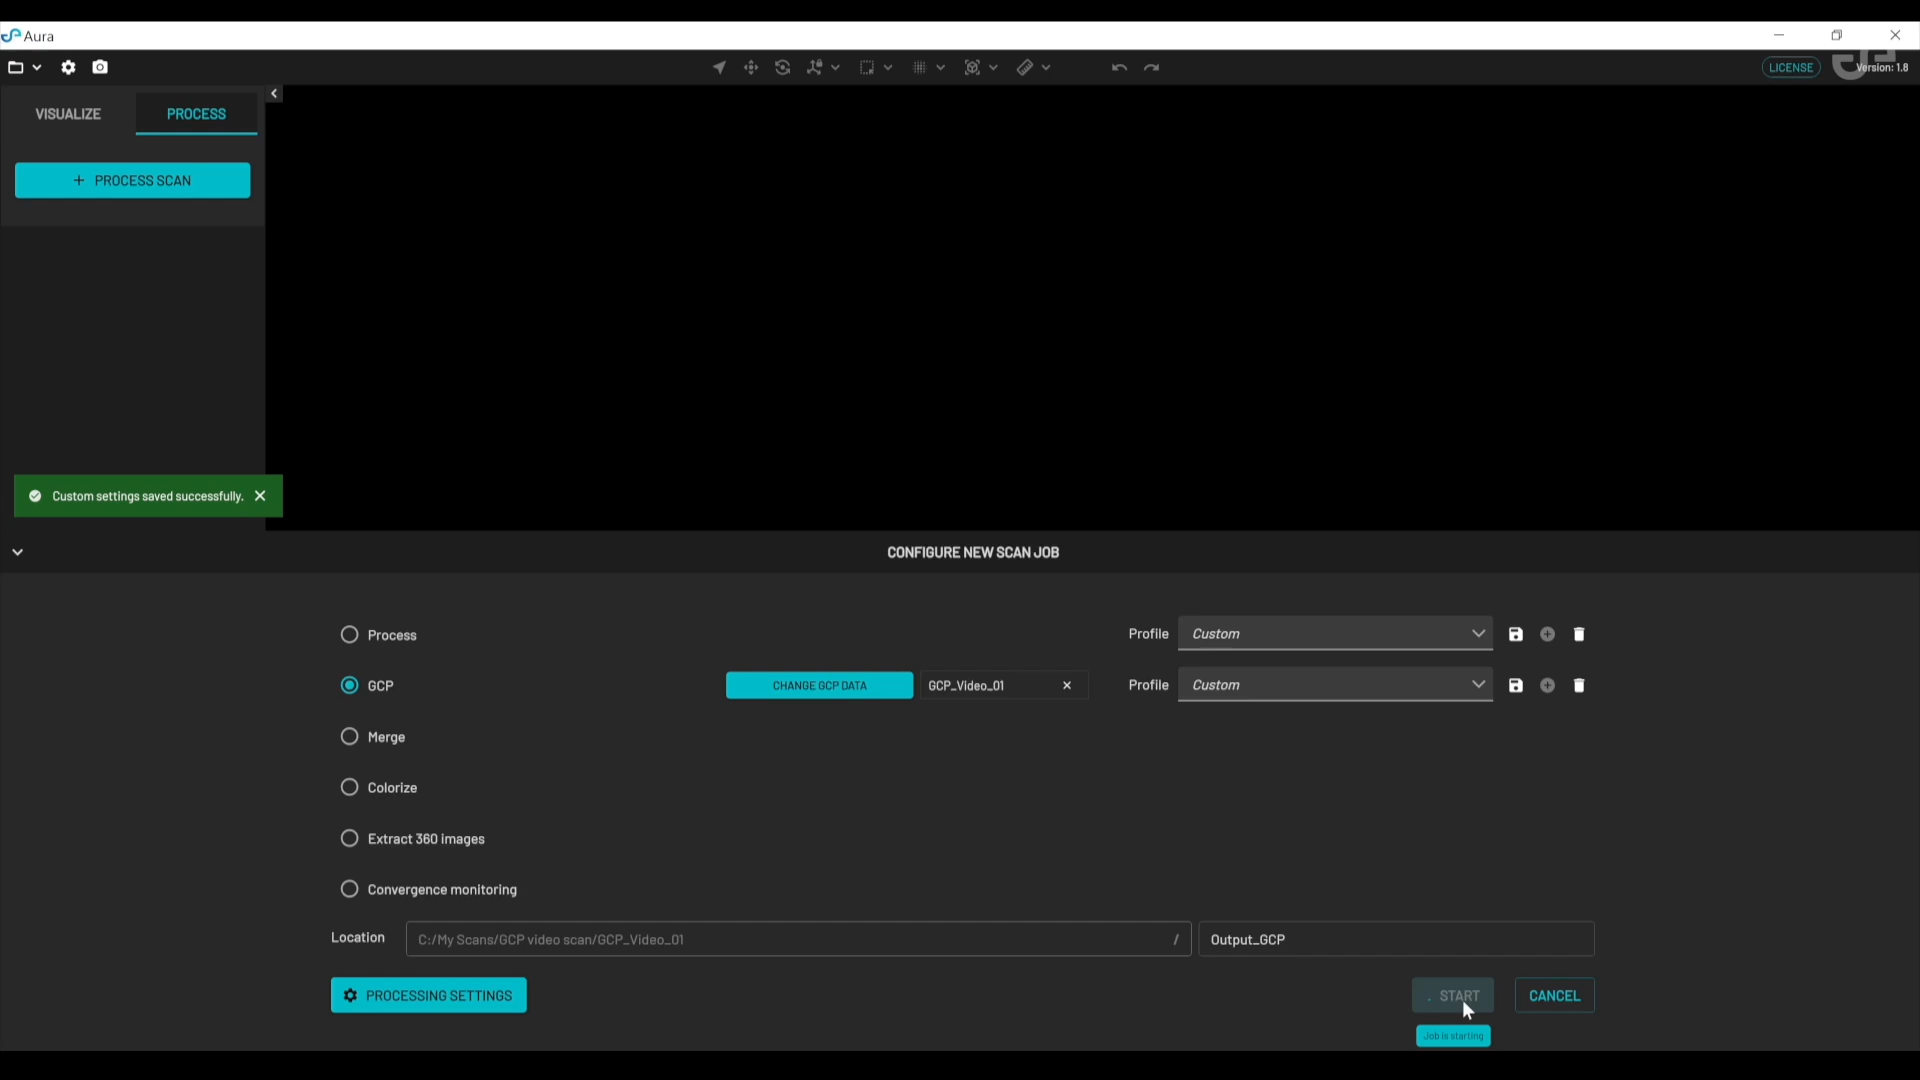 Aura
LICENSE
Version: 1.8
VISUALIZE
PROCESS
+ PROCESS SCAN
Custom settings saved successfully.
CONFIGURE NEW SCAN JOB
Process
Profile
Custom
GCP
CHANGE GCP DATA
GCP_Video_01
Profile
Custom
Merge
Colorize
Extract 360 images
Convergence monitoring
Location
C:/My Scans/GCP video scan/GCP_Video_01
/
Output_GCP
PROCESSING SETTINGS
START
CANCEL
Job is starting